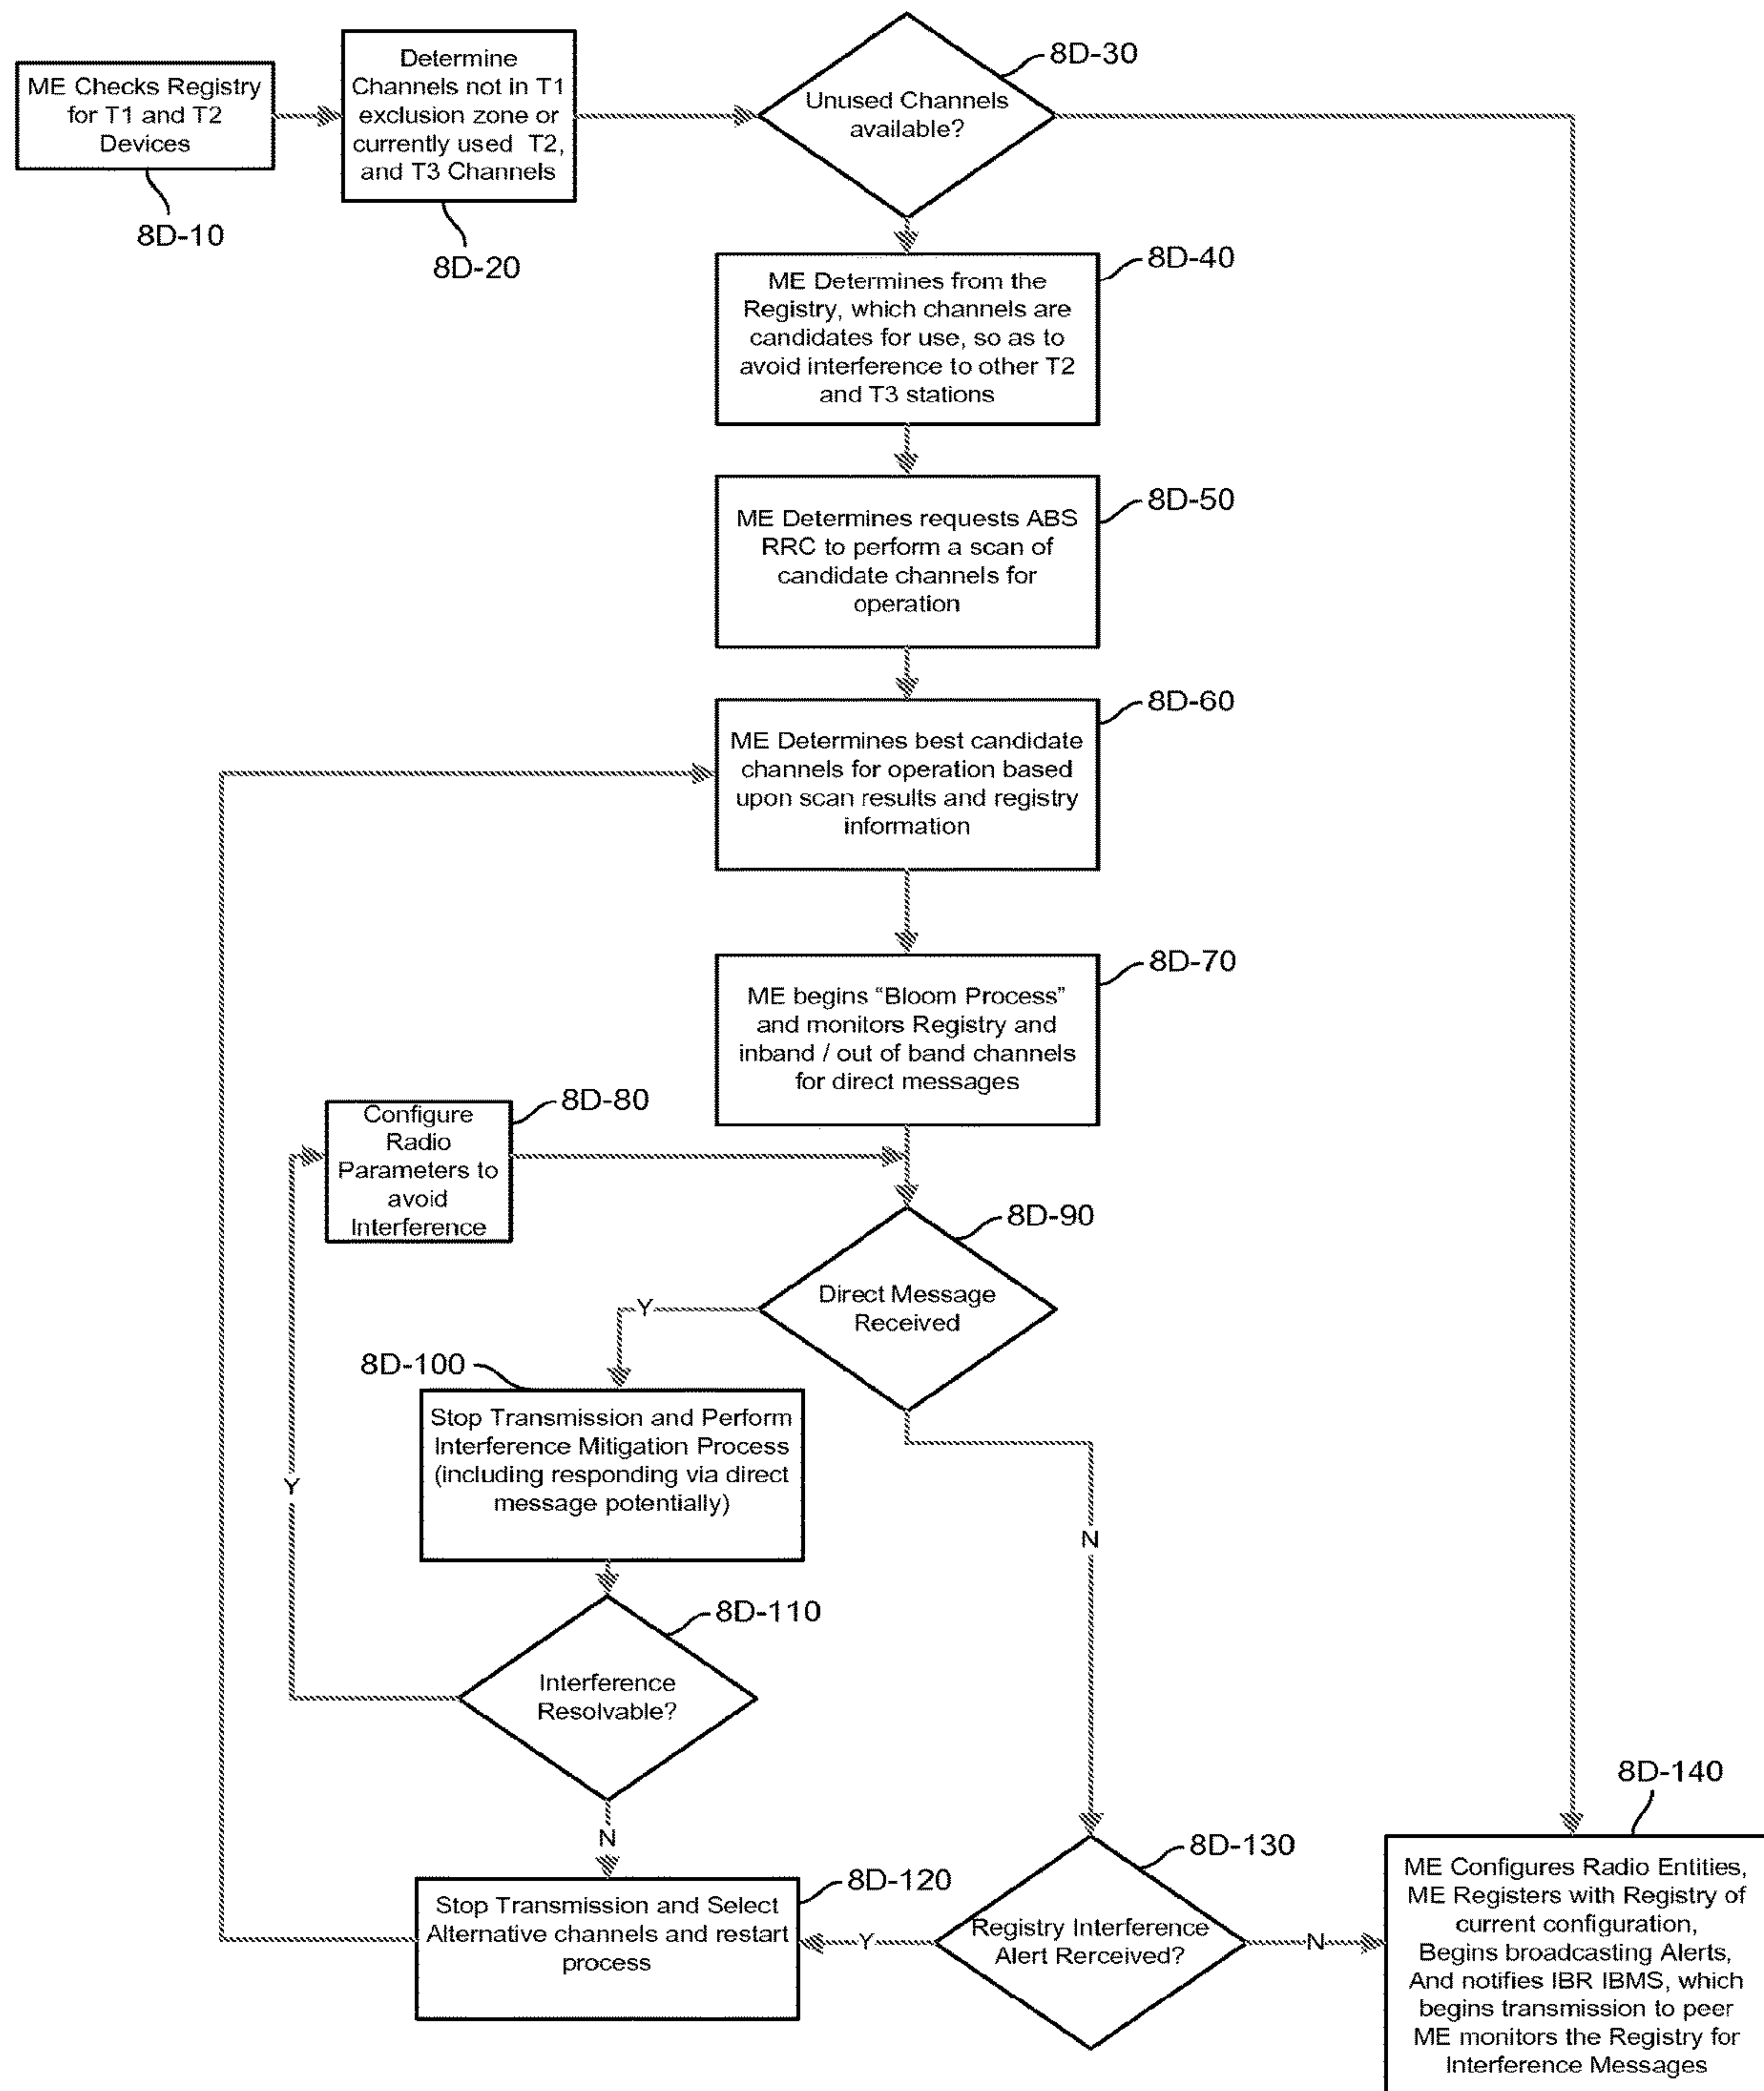 ME Checks Registry
for T1 and T2
Devices
8D-10
Determine
Channels not in T1
exclusion zone or
currently used T2,
and T3 Channels
8D-20
Unused Channels
available?
8D-30
ME Determines from the
Registry, which channels are
candidates for use, so as to
avoid interference to other T2
and T3 stations
8D-40
ME Determines requests ABS
RRC to perform a scan of
candidate channels for
operation
8D-50
ME Determines best candidate
channels for operation based
upon scan results and registry
information
8D-60
ME begins “Bloom Process”
and monitors Registry and
inband / out of band channels
for direct messages
8D-70
Configure
Radio
Parameters to
avoid
Interference
8D-80
Direct Message
Received
8D-90
Y
N
8D-100
Stop Transmission and Perform
Interference Mitigation Process
(including responding via direct
message potentially)
Interference
Resolvable?
8D-110
Y
N
Stop Transmission and Select
Alternative channels and restart
process
8D-120
Registry Interference
Alert Rerceived?
8D-130
Y
N
8D-140
ME Configures Radio Entities,
ME Registers with Registry of
current configuration,
Begins broadcasting Alerts,
And notifies IBR IBMS, which
begins transmission to peer
ME monitors the Registry for
Interference Messages